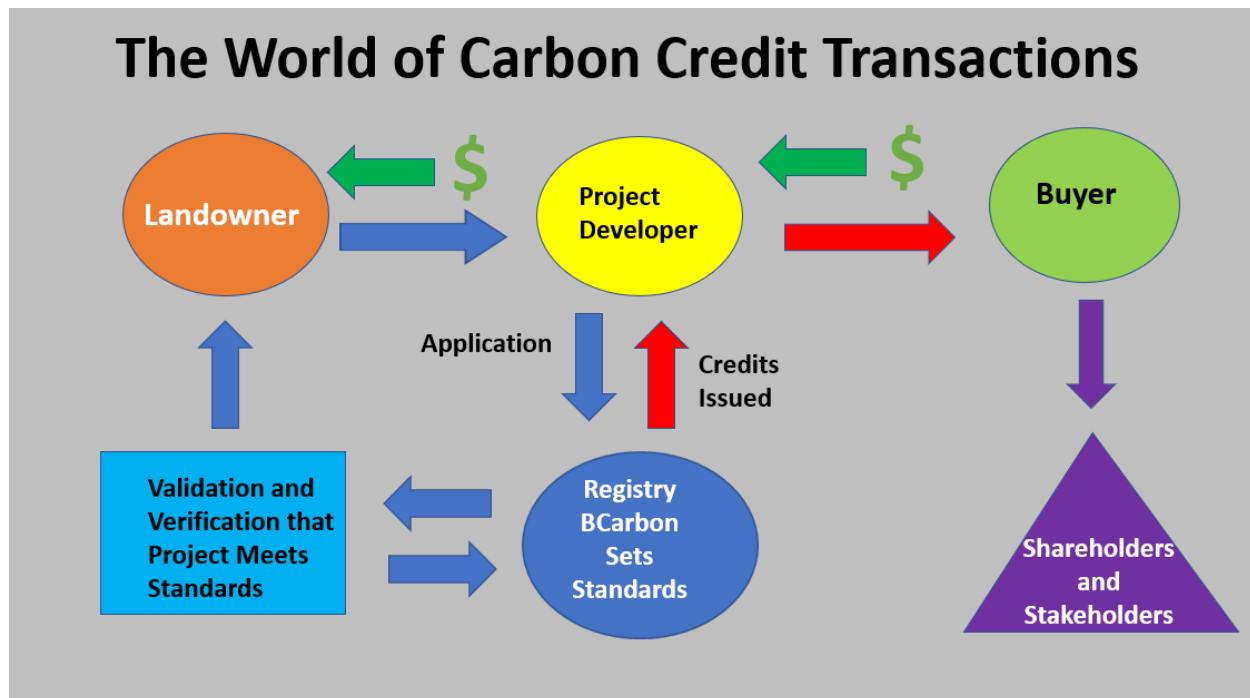 The World of Carbon Credit Transactions
$
$
Landowner
Project
Developer
Buyer
Application
Credits
Issued
Validation and
Verification that
Project Meets
Standards
Registry
BCarbon
Sets
Standards
Shareholders
and
Stakeholders